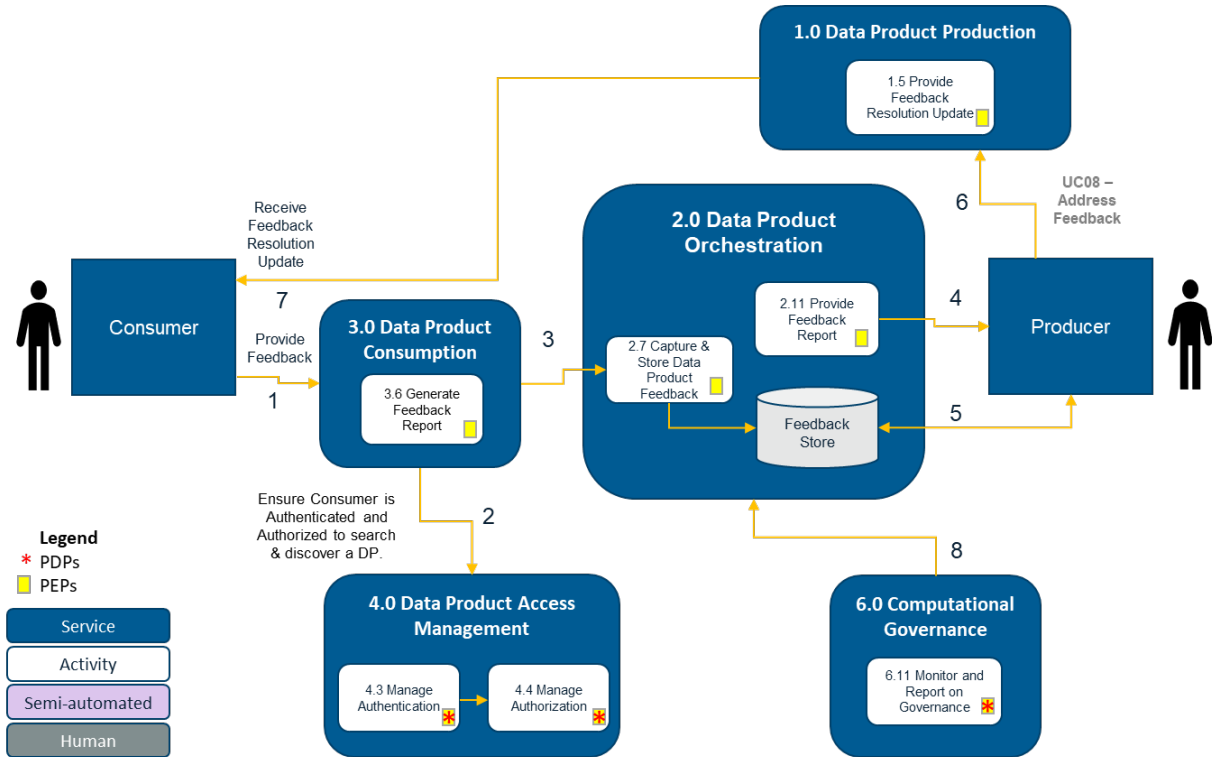 1.0 Data Product Production
1.5 Provide
Feedback
Resolution Update
UC08 –
Address
Feedback
6
Receive
Feedback
Resolution
Update
7
2.0 Data Product
Orchestration
Consumer
Provide
Feedback
1
3.0 Data Product
Consumption
3.6 Generate
Feedback
Report
3
2.7 Capture &
Store Data
Product
Feedback
2.11 Provide
Feedback
Report
4
Producer
Feedback
Store
5
Ensure Consumer is
Authenticated and
Authorized to search
& discover a DP.
2
8
Legend
* PDPs
PEPs
Service
Activity
Semi-automated
Human
4.0 Data Product Access
Management
4.3 Manage
Authentication
*
4.4 Manage
Authorization
*
6.0 Computational
Governance
6.11 Monitor and
Report on
Governance
*